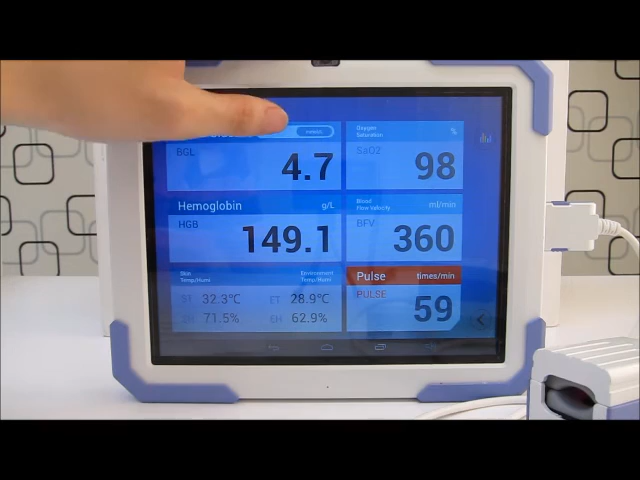 Oxygen
Saturation %
BGL
4.7
SaO2
98
Hemoglobin g/L
HGB
149.1
Blood
Flow Velocity ml/min
BFV
360
Skin
Temp/Humi
Environment
Temp/Humi
32.3℃ ET 28.9℃
71.5% EH 62.9%
Pulse times/min
PULSE
59